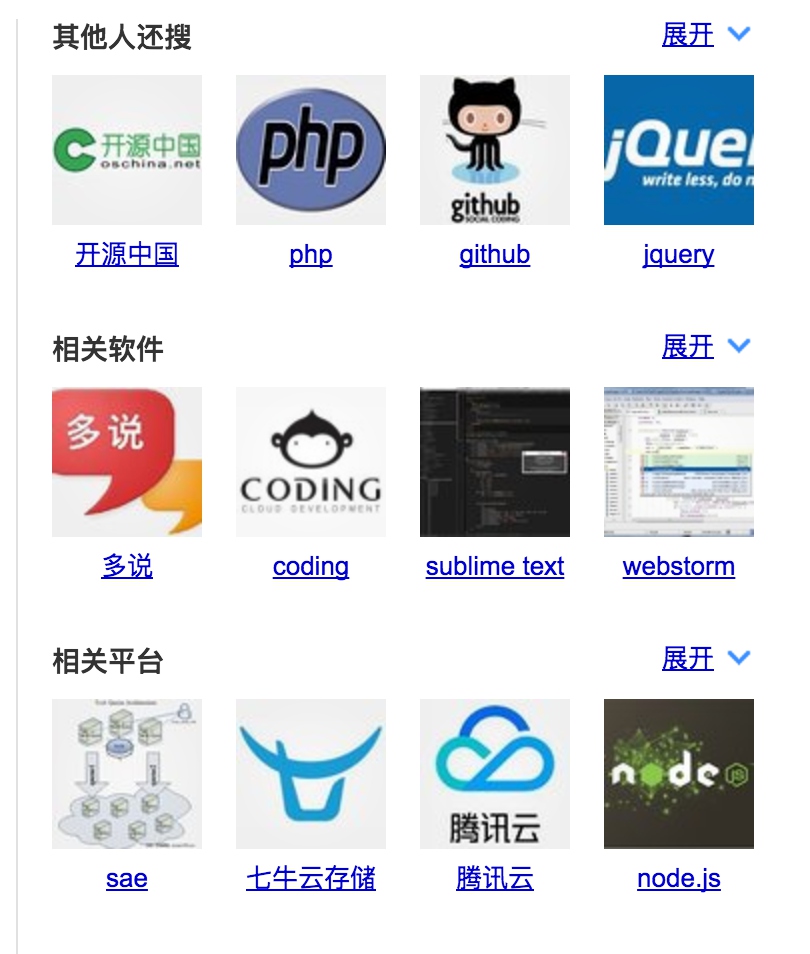 其他人还搜
展开
开源中国
oschina.net
php
github
SOCIAL CODING
jQue
write less, do
开源中国
php
github
jquery
相关软件
展开
多说
CODING
CLOUD DEVELOPMENT
多说
coding
sublime text
webstorm
相关平台
展开
腾讯云
node
JS
sae
七牛云存储
腾讯云
node.js